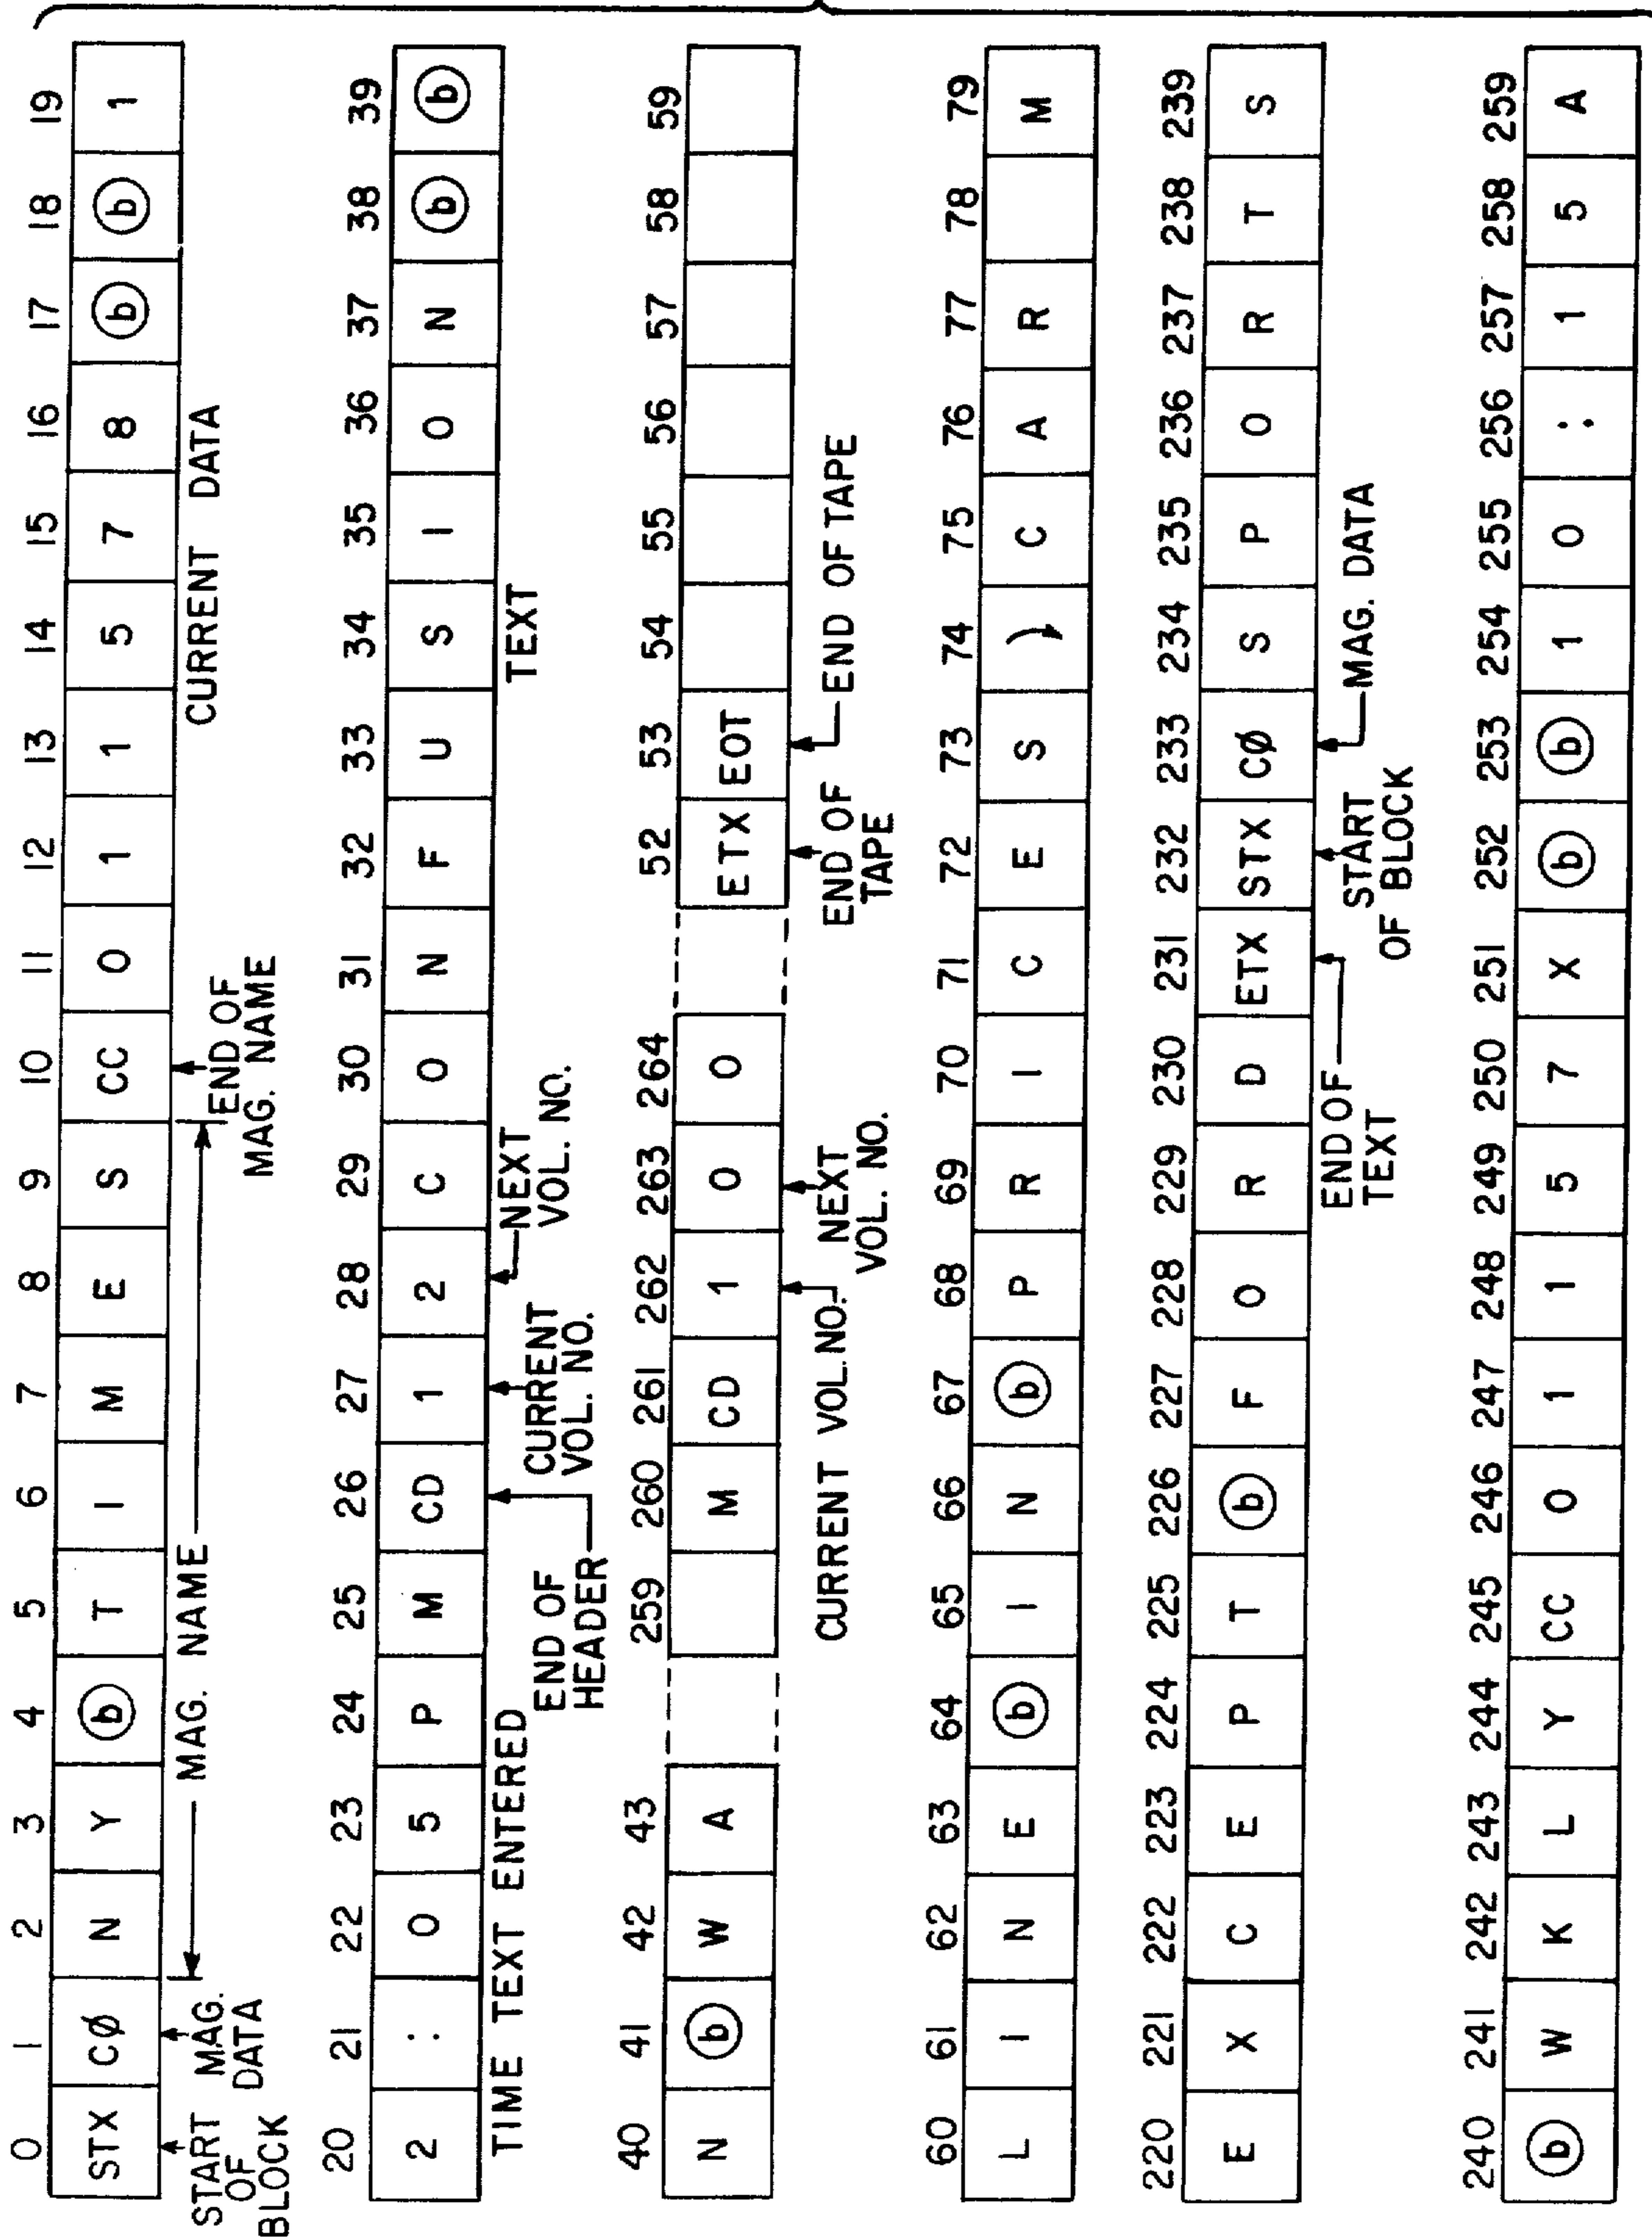 0 1 2 3 4 5 6 7 8 9 10 11 12 13 14 15 16 17 18 19
STX CØ N Y b T I M E S CC 0 1 1 5 7 8 b b 1
START OF BLOCK
MAG. DATA
MAG. NAME
END OF MAG. NAME
CURRENT DATA
20 21 22 23 24 25 26 27 28 29 30 31 32 33 34 35 36 37 38 39
2 : 0 5 P M CD 1 2 C O N F U S I O N b b
TIME TEXT ENTERED
END OF HEADER
CURRENT VOL. NO.
NEXT VOL. NO.
TEXT
40 41 42 43 259 260 261 262 263 264 52 53 54 55 56 57 58 59
N b W A M CD 1 0 0 ETX EOT
CURRENT VOL.NO.
NEXT VOL. NO.
END OF TAPE
END OF TAPE
60 61 62 63 64 65 66 67 68 69 70 71 72 73 74 75 76 77 78 79
L I N E b I N b P R I C E S ) C A R M
220 221 222 223 224 225 226 227 228 229 230 231 232 233 234 235 236 237 238 239
E X C E P T b F O R D ETX STX CØ S P O R T S
END OF TEXT
START OF BLOCK
MAG. DATA
240 241 242 243 244 245 246 247 248 249 250 251 252 253 254 255 256 257 258 259
b W K L Y CC 0 1 1 5 7 X b b 1 0 : 1 5 A